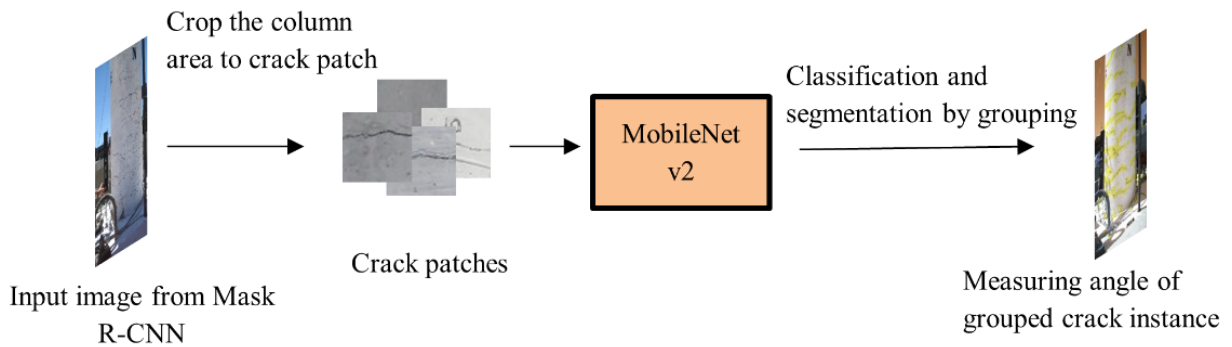 Crop the column
area to crack patch
Crack patches
Input image from Mask
R-CNN
MobileNet
v2
Classification and
segmentation by grouping
Measuring angle of
grouped crack instance